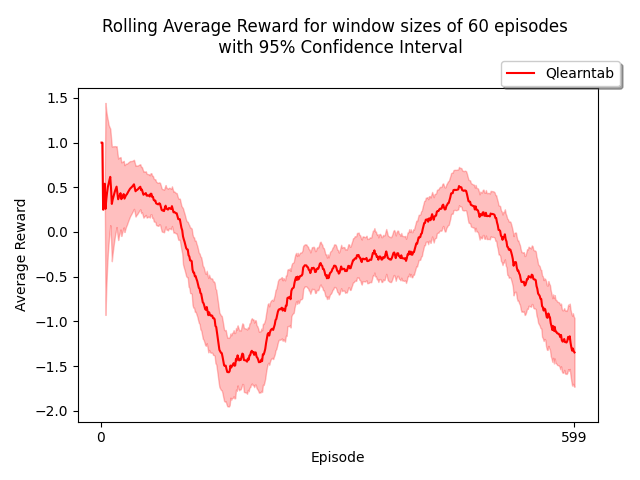 Rolling Average Reward for window sizes of 60 episodes
with 95% Confidence Interval
Qlearntab
1.5
1.0
0.5
0.0
−0.5
−1.0
−1.5
−2.0
Average Reward
0
599
Episode